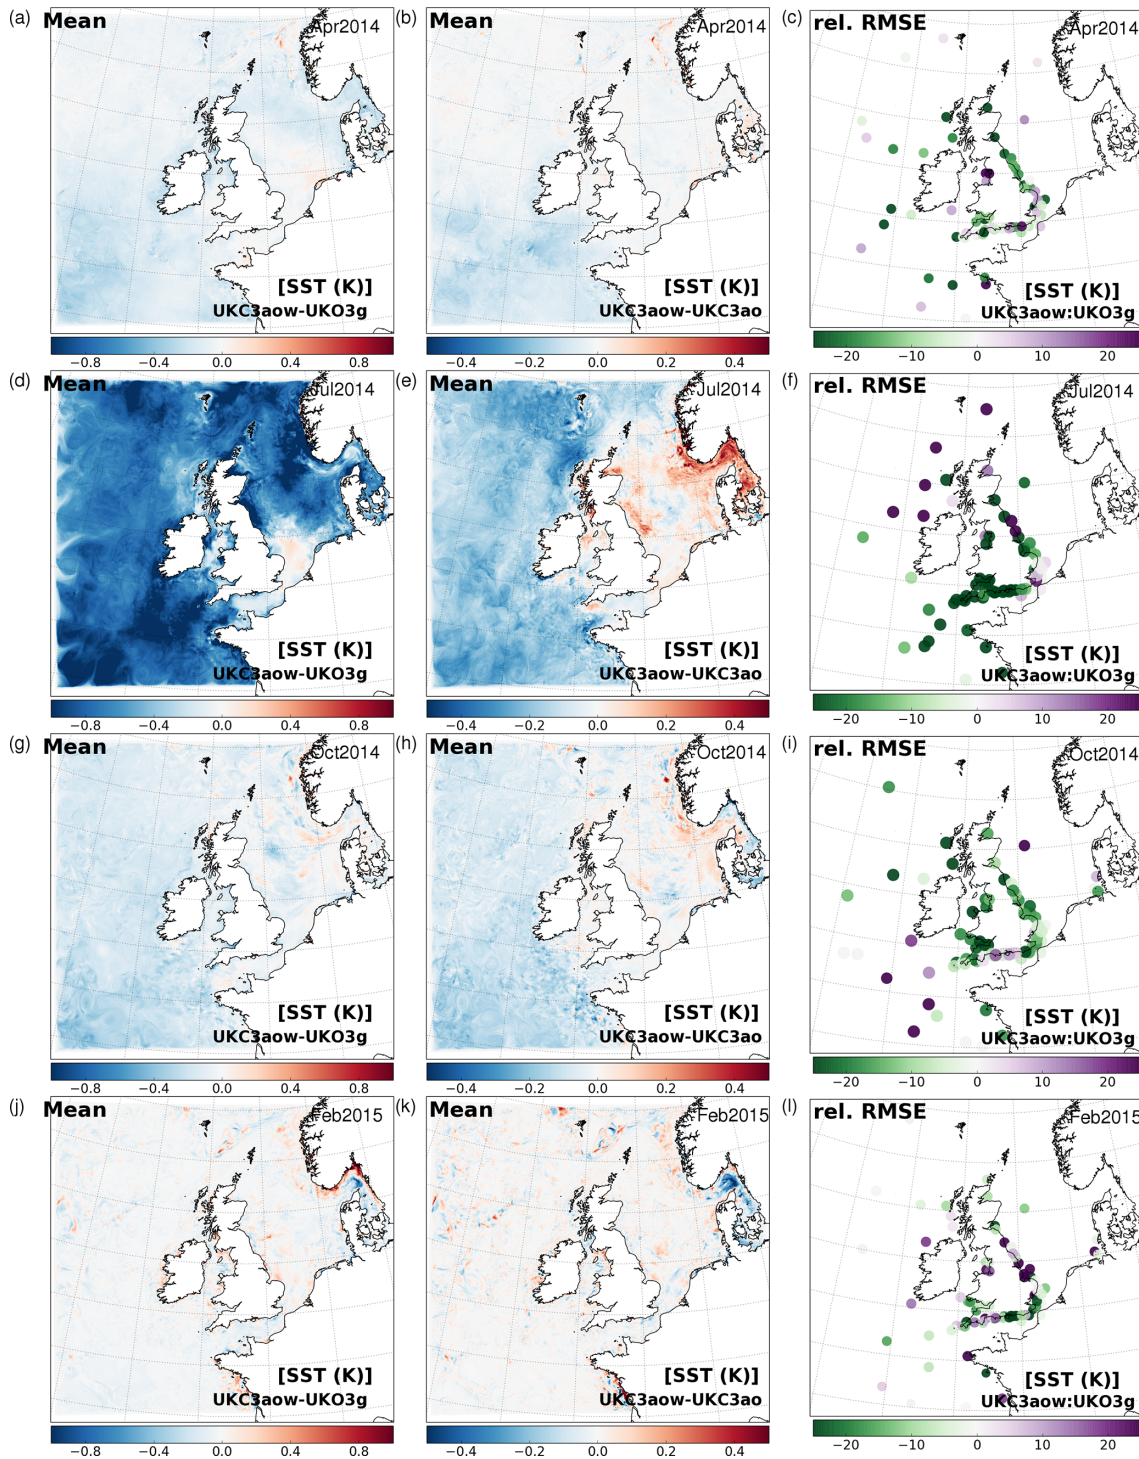 (a) Mean Apr2014
[SST (K)]
UKC3aow-UKO3g
−0.8 −0.4 0.0 0.4 0.8
(b) Mean Apr2014
[SST (K)]
UKC3aow-UKC3ao
−0.4 −0.2 0.0 0.2 0.4
(c) rel. RMSE Apr2014
[SST (K)]
UKC3aow:UKO3g
−20 −10 0 10 20
(d) Mean Jul2014
[SST (K)]
UKC3aow-UKO3g
−0.8 −0.4 0.0 0.4 0.8
(e) Mean Jul2014
[SST (K)]
UKC3aow-UKC3ao
−0.4 −0.2 0.0 0.2 0.4
(f) rel. RMSE Jul2014
[SST (K)]
UKC3aow:UKO3g
−20 −10 0 10 20
(g) Mean Oct2014
[SST (K)]
UKC3aow-UKO3g
−0.8 −0.4 0.0 0.4 0.8
(h) Mean Oct2014
[SST (K)]
UKC3aow-UKC3ao
−0.4 −0.2 0.0 0.2 0.4
(i) rel. RMSE Oct2014
[SST (K)]
UKC3aow:UKO3g
−20 −10 0 10 20
(j) Mean Feb2015
[SST (K)]
UKC3aow-UKO3g
−0.8 −0.4 0.0 0.4 0.8
(k) Mean Feb2015
[SST (K)]
UKC3aow-UKC3ao
−0.4 −0.2 0.0 0.2 0.4
(l) rel. RMSE Feb2015
[SST (K)]
UKC3aow:UKO3g
−20 −10 0 10 20